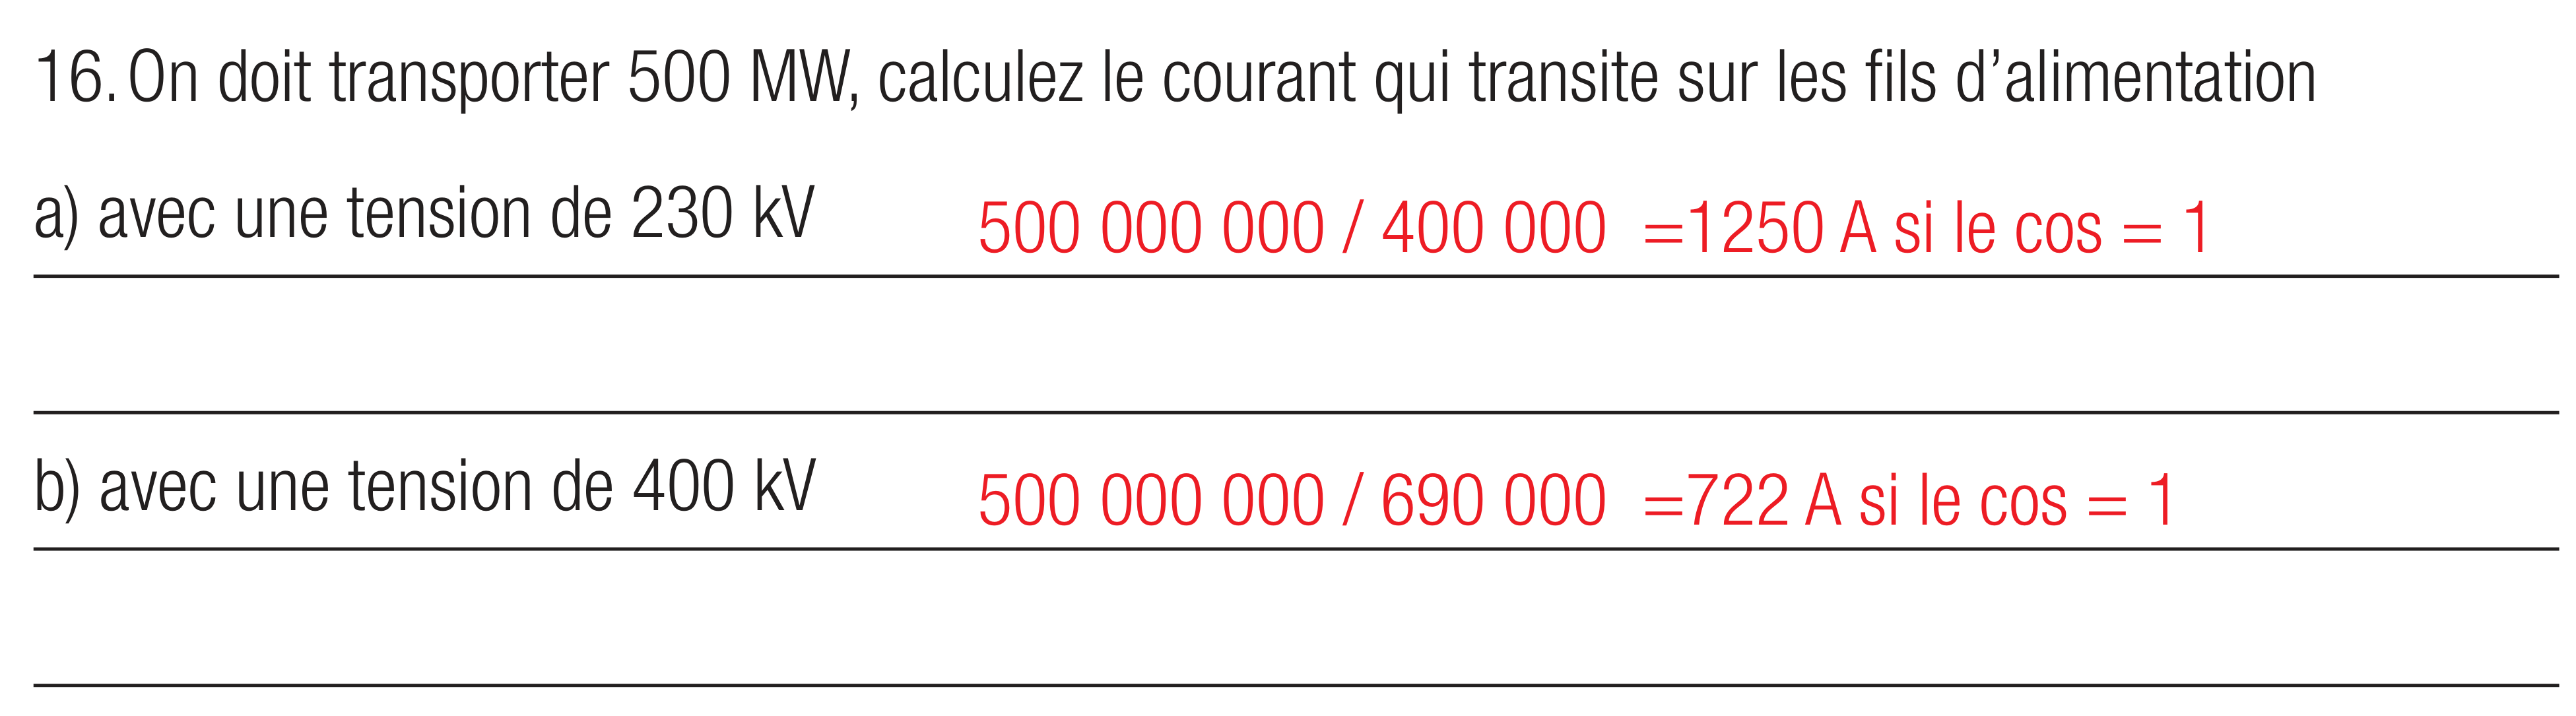 16. On doit transporter 500 MW, calculez le courant qui transite sur les fils d’alimentation
a) avec une tension de 230 kV 500 000 000 / 400 000 =1250 A si le cos = 1
b) avec une tension de 400 kV 500 000 000 / 690 000 =722 A si le cos = 1